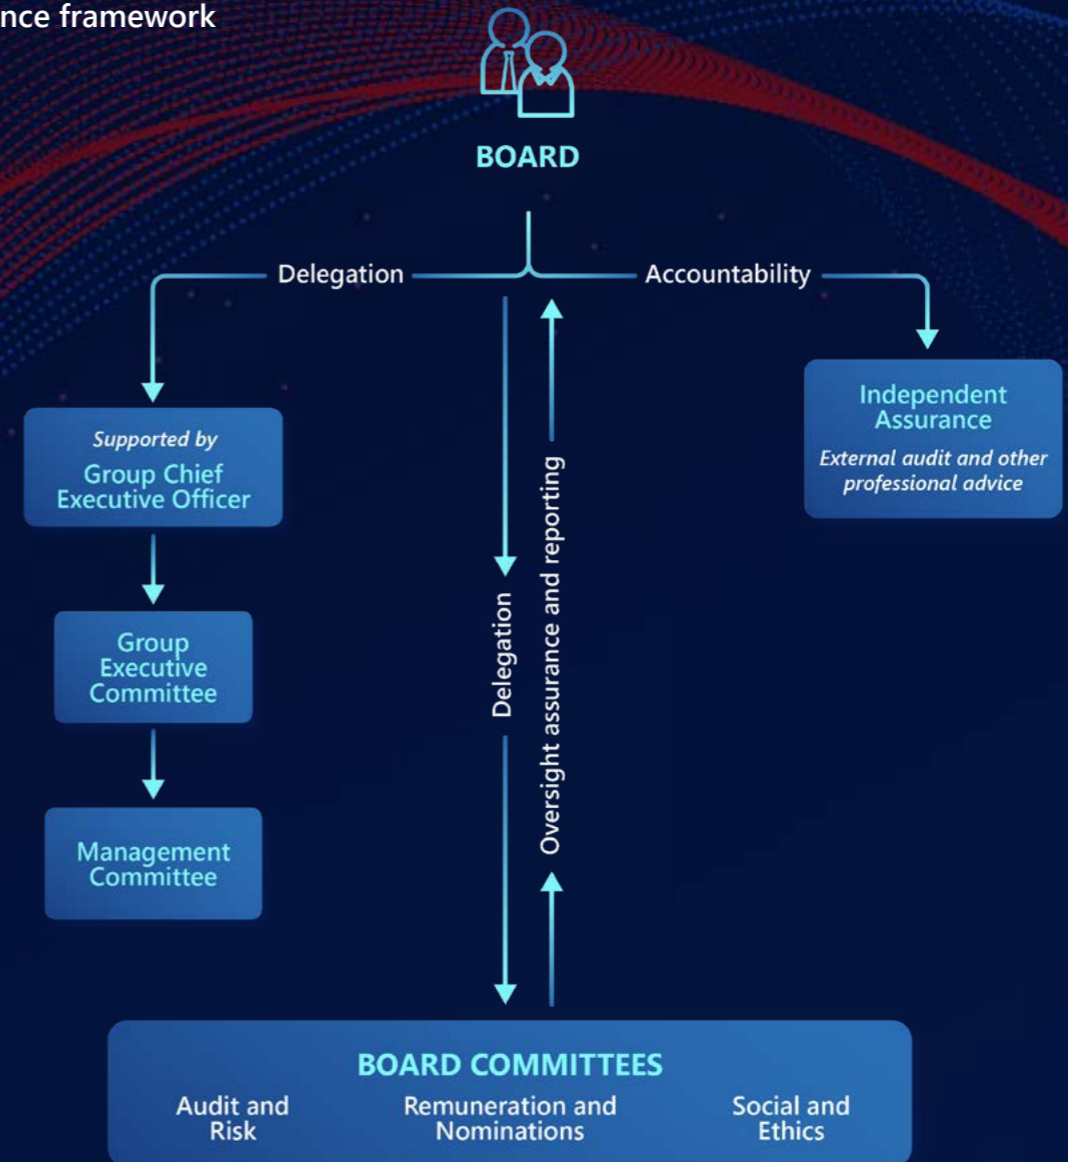 nce framework
BOARD
Delegation
Accountability
Supported by
Group Chief
Executive Officer
Group
Executive
Committee
Management
Committee
Delegation
Oversight assurance and reporting
Independent
Assurance
External audit and other
professional advice
BOARD COMMITTEES
Audit and
Risk
Remuneration and
Nominations
Social and
Ethics